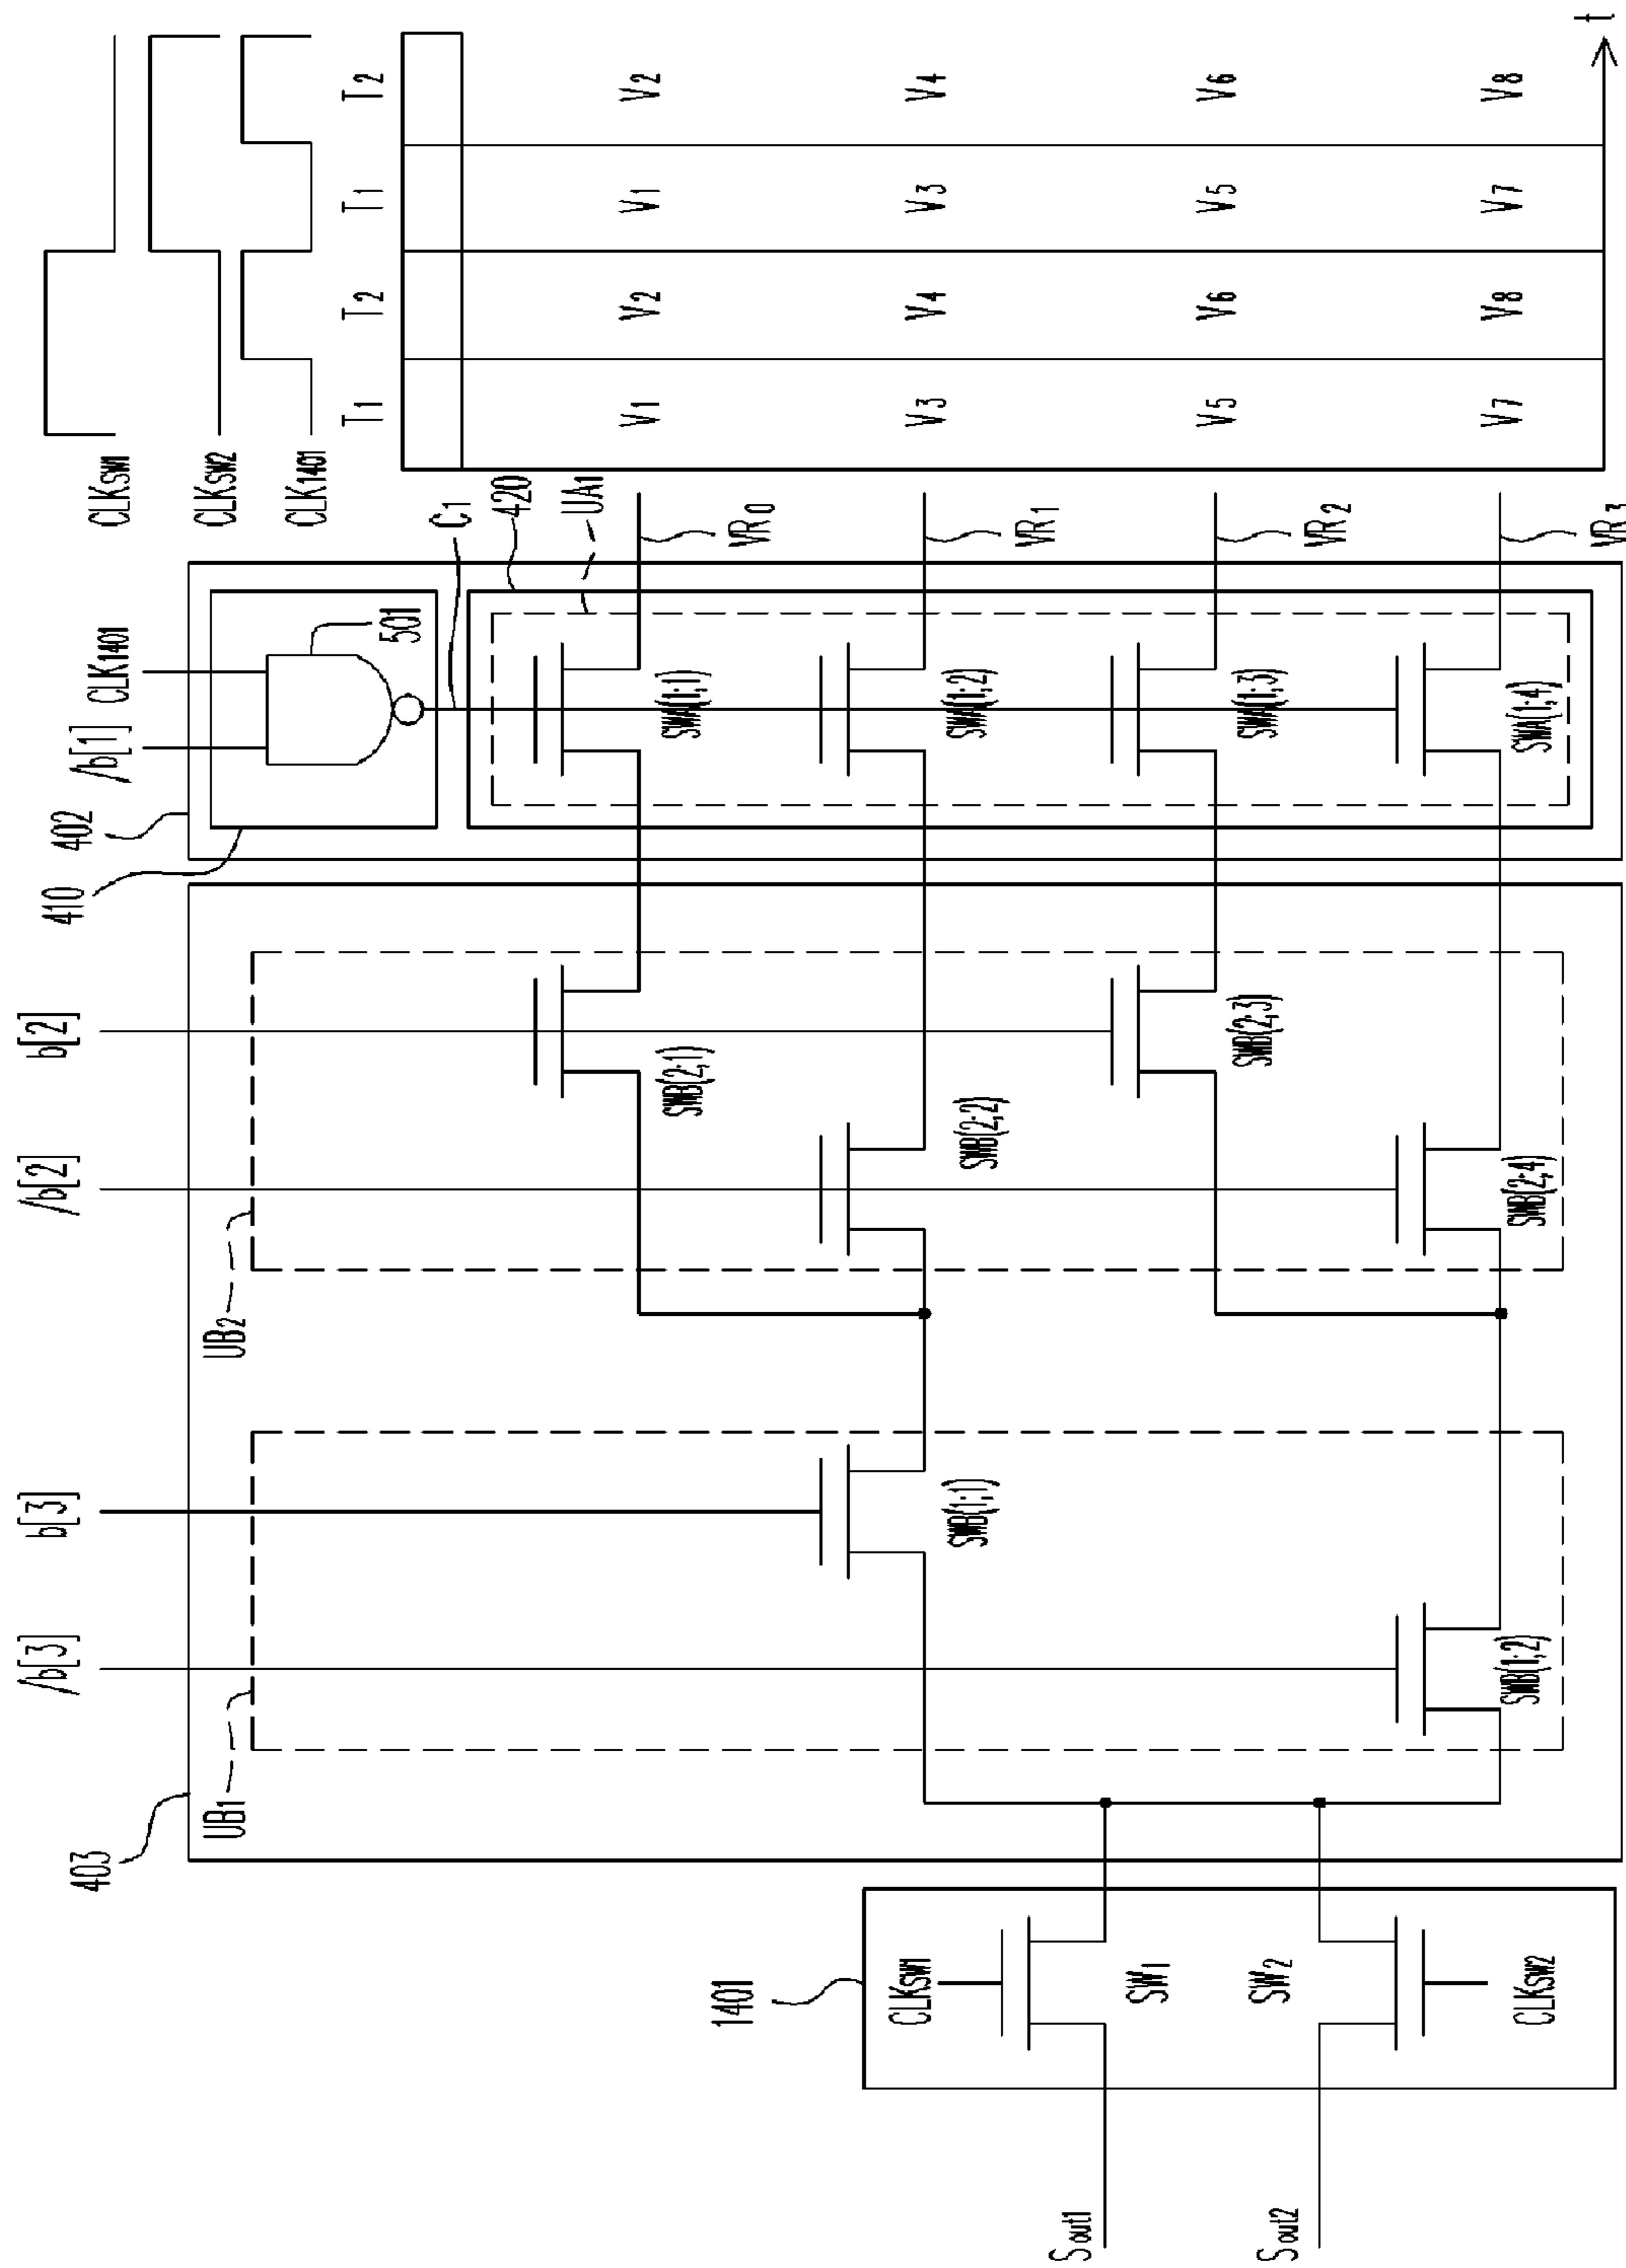 CLKSW1
CLKSW2
CLK1401
T1 T2 T1 T2
V1 V2 V1 V2
V3 V4 V3 V4
V5 V6 V5 V6
V7 V8 V7 V8
t
/b[3] b[3] /b[2] b[2] /b[1] CLK1401
403
UB1
UB2
410
402
501
C1
420
UA1
SWB(2;1)
SWA(1;1)
VR0
SWB(1;1)
SWB(2;2)
SWA(1;2)
VR1
SWB(2;3)
SWA(1;3)
VR2
SWB(1;2)
SWB(2;4)
SWA(1;4)
VR3
1401
CLKSW1
SW1
SW2
CLKSW2
Sout1
Sout2